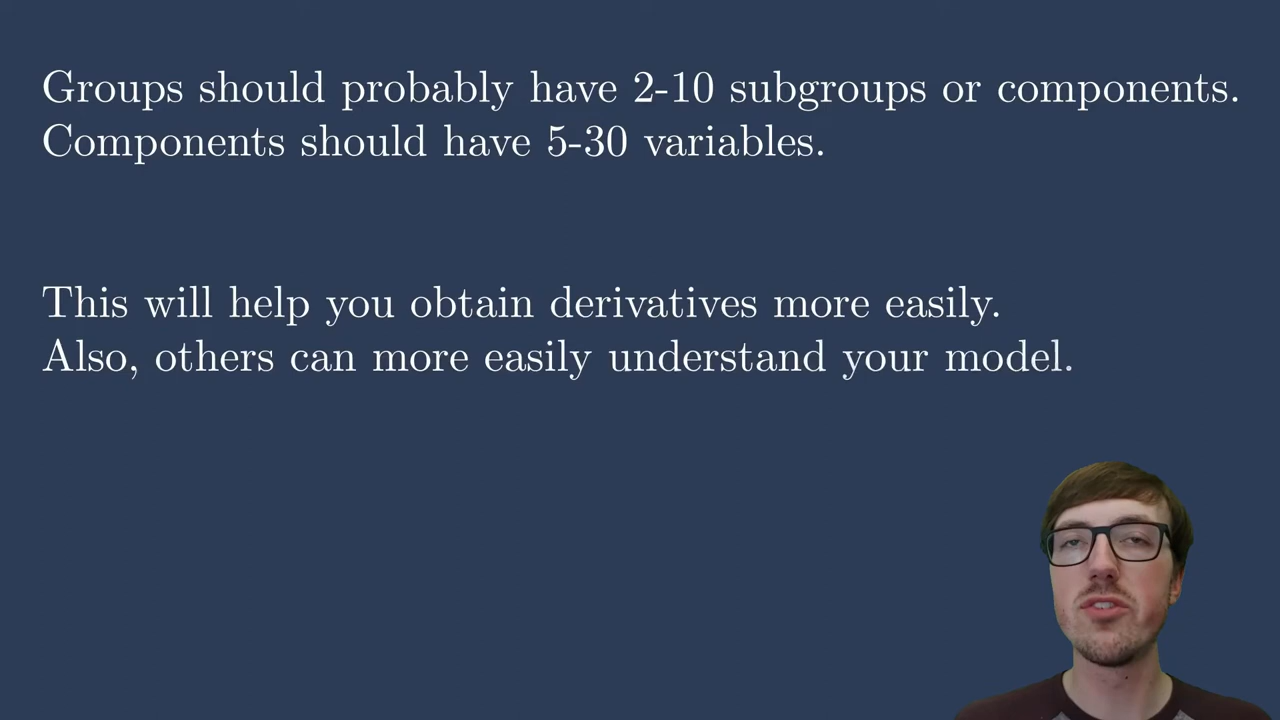 Groups should probably have 2-10 subgroups or components.
Components should have 5-30 variables.
This will help you obtain derivatives more easily.
Also, others can more easily understand your model.